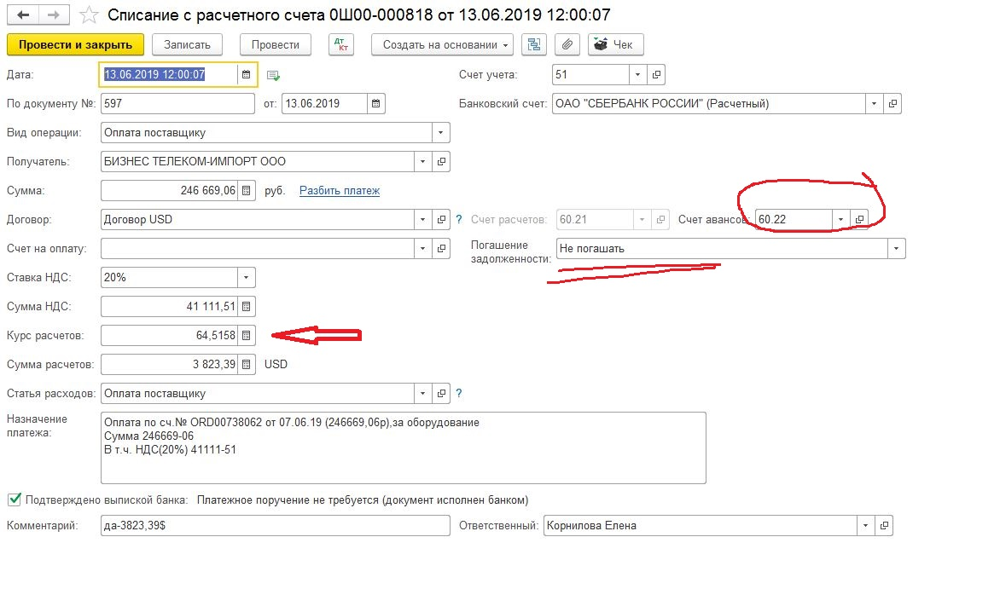 Списание с расчетного счета 0Ш00-000818 от 13.06.2019 12:00:07
Провести и закрыть Записать Провести Дт Кт Создать на основании Чек
Дата: 13.06.2019 12:00:07 Счет учета: 51
По документу №: 597 от: 13.06.2019 Банковский счет: ОАО "СБЕРБАНК РОССИИ" (Расчетный)
Вид операции: Оплата поставщику
Получатель: БИЗНЕС ТЕЛЕКОМ-ИМПОРТ ООО
Сумма: 246 669,06 руб. Разбить платеж
Договор: Договор USD ? Счет расчетов: 60.21 Счет авансов: 60.22
Счет на оплату: Погашение задолженности: Не погашать
Ставка НДС: 20%
Сумма НДС: 41 111,51
Курс расчетов: 64,5158
Сумма расчетов: 3 823,39 USD
Статья расходов: Оплата поставщику ?
Назначение платежа:
Оплата по сч.№ ORD00738062 от 07.06.19 (246669,06р),за оборудование
Сумма 246669-06
В т.ч. НДС(20%) 41111-51
Подтверждено выпиской банка: Платежное поручение не требуется (документ исполнен банком)
Комментарий: да-3823,39$ Ответственный: Корнилова Елена